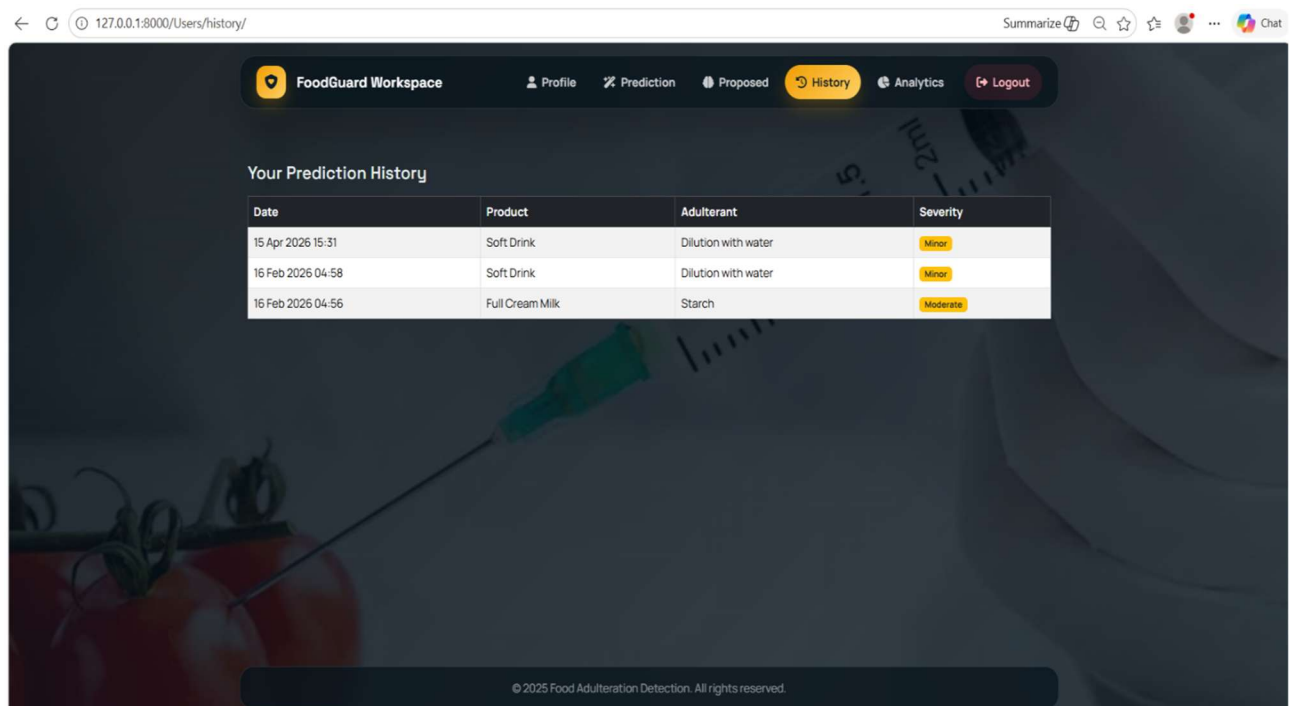 127.0.0.1:8000/Users/history/ Summarize Chat
FoodGuard Workspace Profile Prediction Proposed History Analytics Logout
2ml
.5
Your Prediction History
Date Product Adulterant Severity
15 Apr 2026 15:31 Soft Drink Dilution with water Minor
16 Feb 2026 04:58 Soft Drink Dilution with water Minor
16 Feb 2026 04:56 Full Cream Milk Starch Moderate
© 2025 Food Adulteration Detection. All rights reserved.